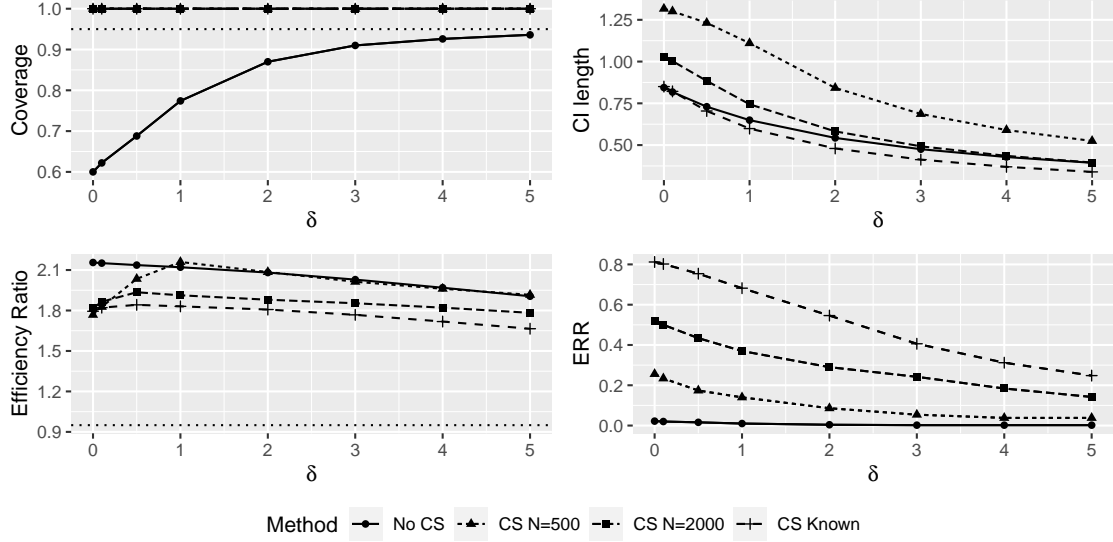 Coverage
1.0
0.9
0.8
0.7
0.6
0 1 2 3 4 5
δ
CI length
1.25
1.00
0.75
0.50
0 1 2 3 4 5
δ
Efficiency Ratio
2.1
1.8
1.5
1.2
0.9
0 1 2 3 4 5
δ
ERR
0.8
0.6
0.4
0.2
0.0
0 1 2 3 4 5
δ
Method No CS CS N=500 CS N=2000 CS Known